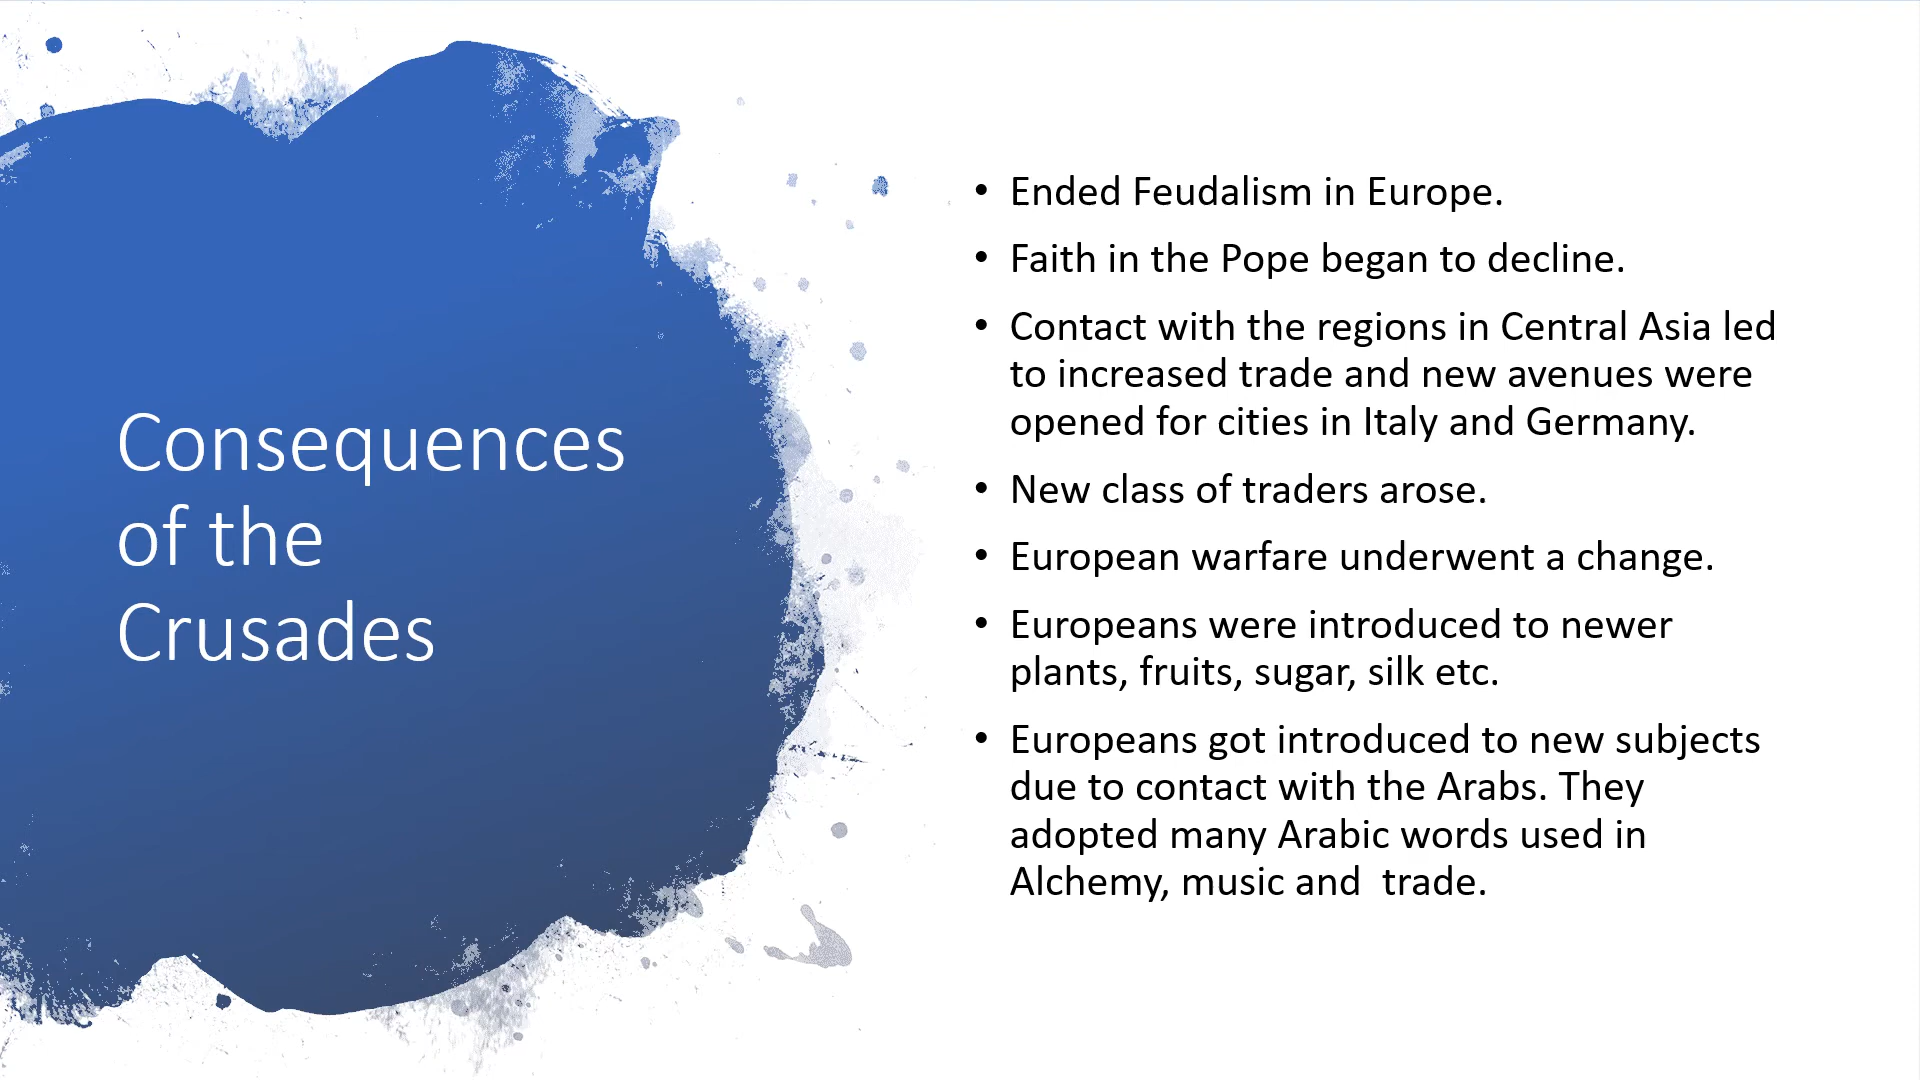 Consequences
of the
Crusades
• Ended Feudalism in Europe.
• Faith in the Pope began to decline.
• Contact with the regions in Central Asia led
to increased trade and new avenues were
opened for cities in Italy and Germany.
• New class of traders arose.
• European warfare underwent a change.
• Europeans were introduced to newer
plants, fruits, sugar, silk etc.
• Europeans got introduced to new subjects
due to contact with the Arabs. They
adopted many Arabic words used in
Alchemy, music and  trade.